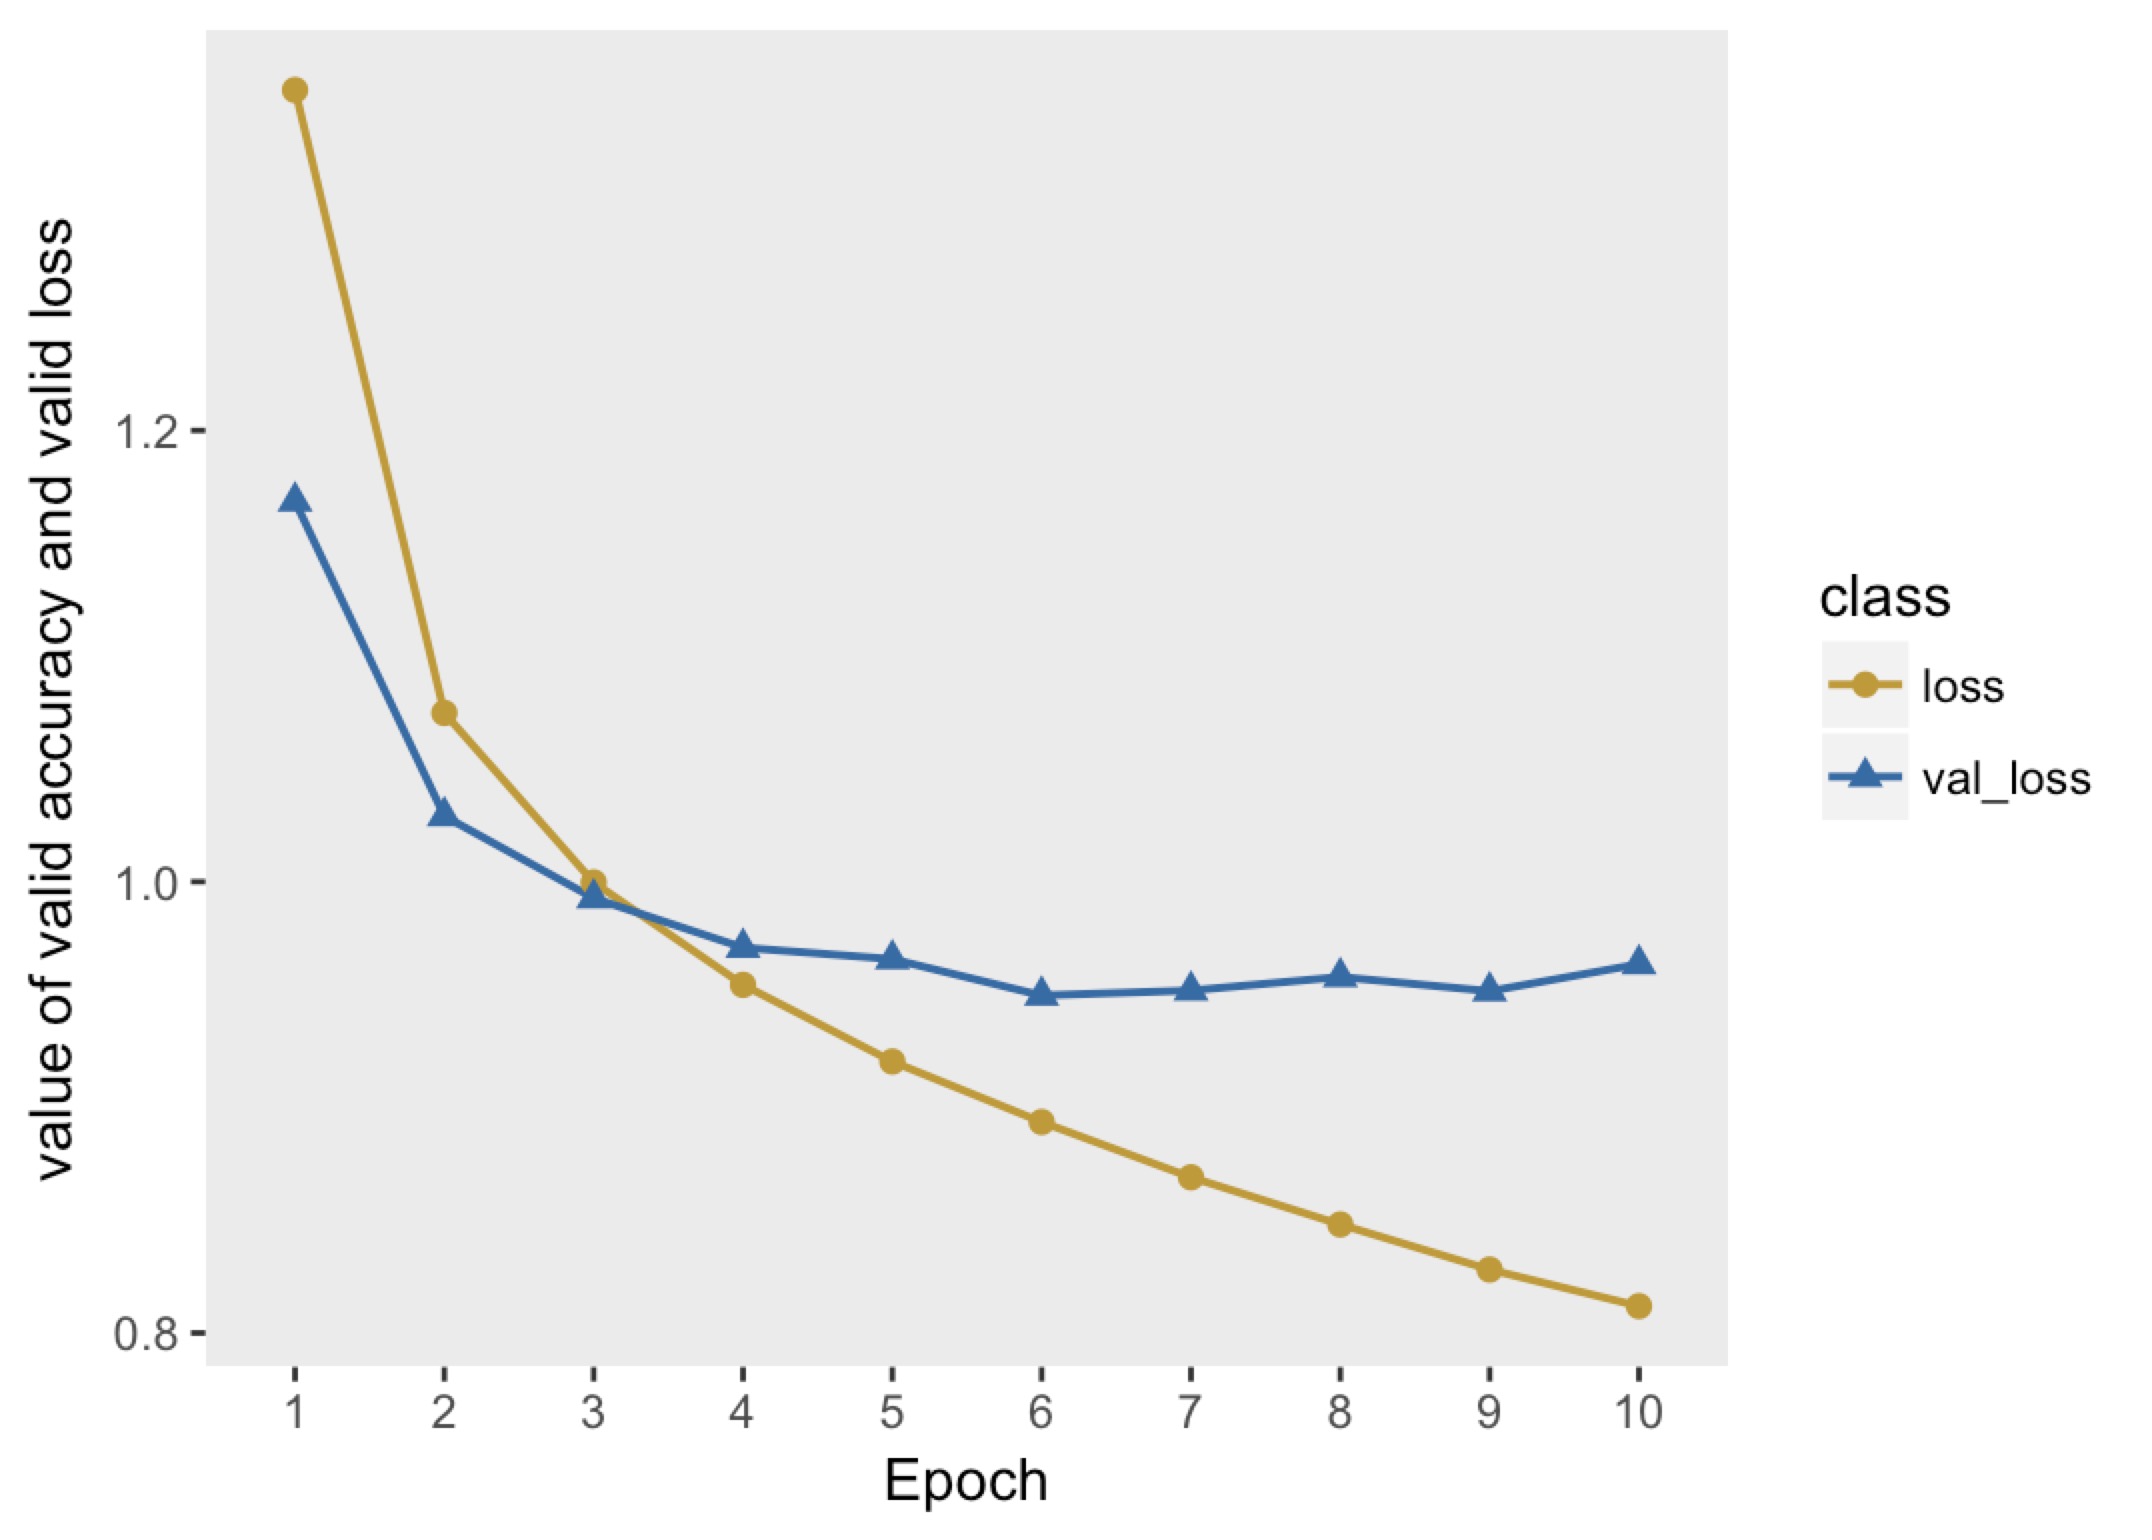 value of valid accuracy and valid loss
1.2
1.0
0.8
1 2 3 4 5 6 7 8 9 10
Epoch
class
loss
val_loss